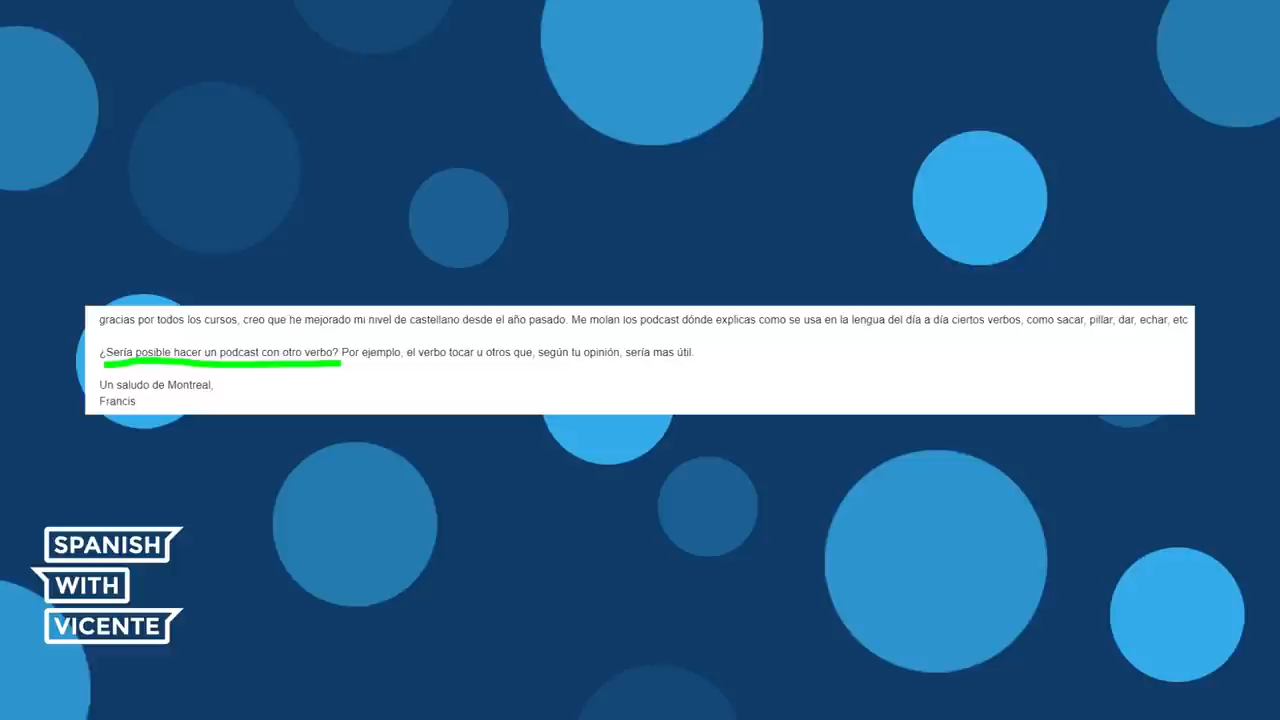 gracias por todos los cursos, creo que he mejorado mi nivel de castellano desde el año pasado. Me molan los podcast dónde explicas como se usa en la lengua del día a día ciertos verbos, como sacar, pillar, dar, echar, etc
¿Sería posible hacer un podcast con otro verbo? Por ejemplo, el verbo tocar u otros que, según tu opinión, sería mas útil.
Un saludo de Montreal,
Francis
SPANISH
WITH
VICENTE